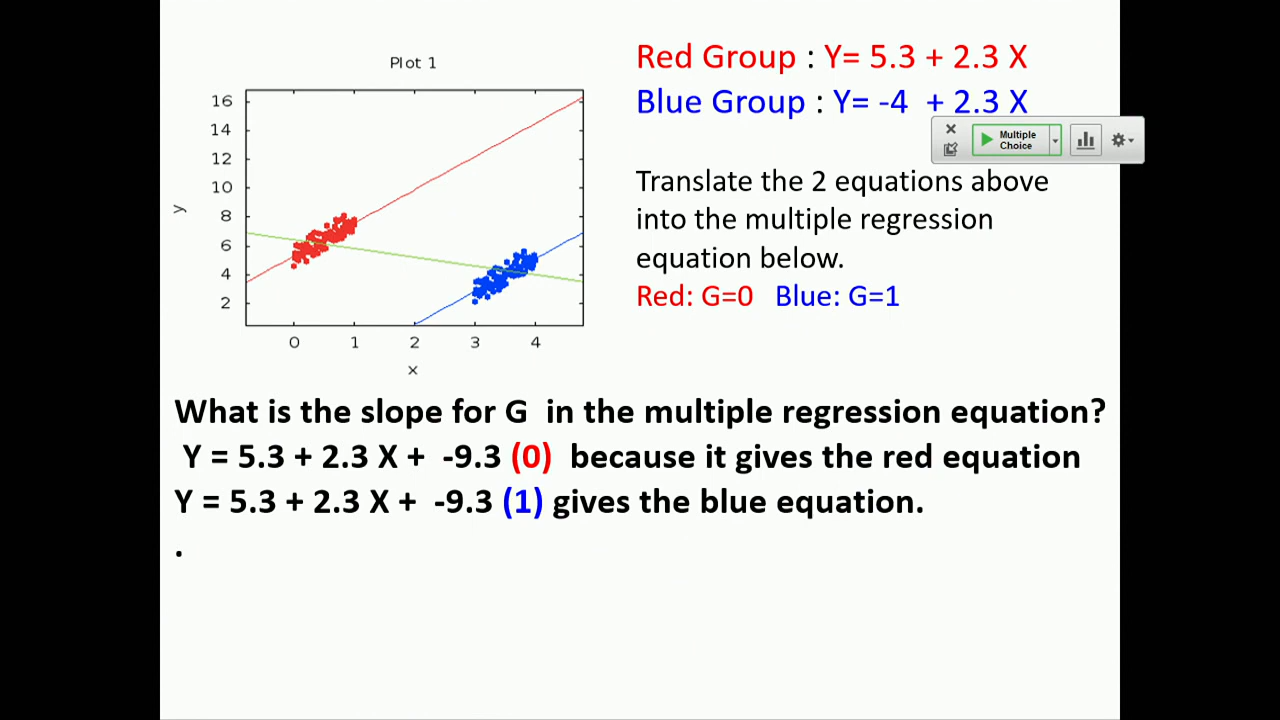 Plot 1
16
14
12
10
8
6
4
2
y
0 1 2 3 4
x
Red Group : Y= 5.3 + 2.3 X
Blue Group : Y= -4 + 2.3 X
Multiple
Choice
Translate the 2 equations above
into the multiple regression
equation below.
Red: G=0 Blue: G=1
What is the slope for G in the multiple regression equation?
Y = 5.3 + 2.3 X + -9.3 (0) because it gives the red equation
Y = 5.3 + 2.3 X + -9.3 (1) gives the blue equation.
.